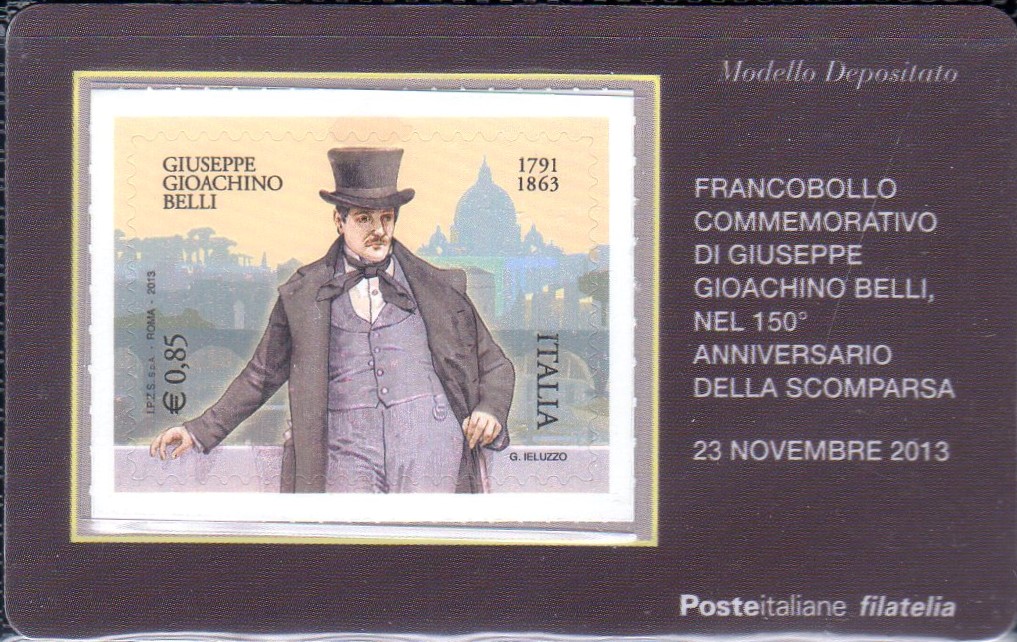 Modello Depositato
GIUSEPPE
GIOACHINO
BELLI
1791
1863
I.P.Z.S. S.p.A. - ROMA - 2013
€ 0,85
ITALIA
G. IELUZZO
FRANCOBOLLO
COMMEMORATIVO
DI GIUSEPPE
GIOACHINO BELLI,
NEL 150°
ANNIVERSARIO
DELLA SCOMPARSA
23 NOVEMBRE 2013
Posteitaliane filatelia